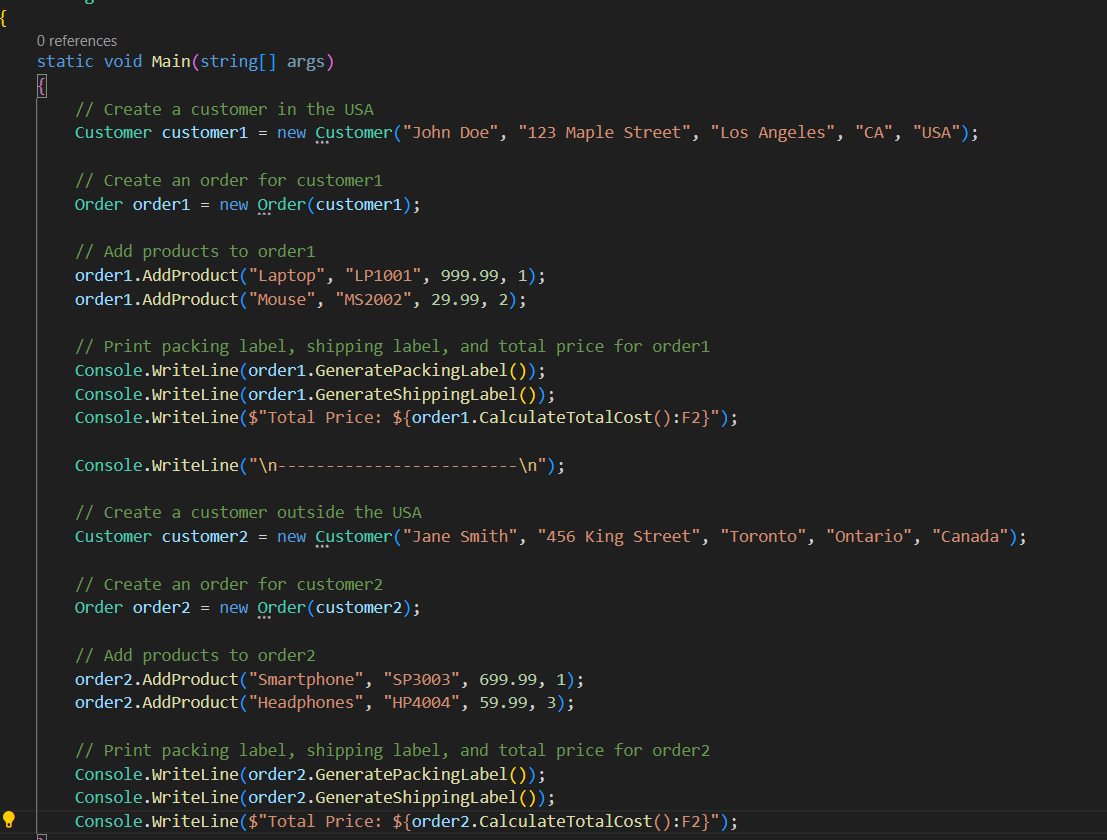 {
0 references
static void Main(string[] args)
{
// Create a customer in the USA
Customer customer1 = new Customer("John Doe", "123 Maple Street", "Los Angeles", "CA", "USA");
// Create an order for customer1
Order order1 = new Order(customer1);
// Add products to order1
order1.AddProduct("Laptop", "LP1001", 999.99, 1);
order1.AddProduct("Mouse", "MS2002", 29.99, 2);
// Print packing label, shipping label, and total price for order1
Console.WriteLine(order1.GeneratePackingLabel());
Console.WriteLine(order1.GenerateShippingLabel());
Console.WriteLine($"Total Price: ${order1.CalculateTotalCost():F2}");
Console.WriteLine("\n-------------------------\n");
// Create a customer outside the USA
Customer customer2 = new Customer("Jane Smith", "456 King Street", "Toronto", "Ontario", "Canada");
// Create an order for customer2
Order order2 = new Order(customer2);
// Add products to order2
order2.AddProduct("Smartphone", "SP3003", 699.99, 1);
order2.AddProduct("Headphones", "HP4004", 59.99, 3);
// Print packing label, shipping label, and total price for order2
Console.WriteLine(order2.GeneratePackingLabel());
Console.WriteLine(order2.GenerateShippingLabel());
Console.WriteLine($"Total Price: ${order2.CalculateTotalCost():F2}");